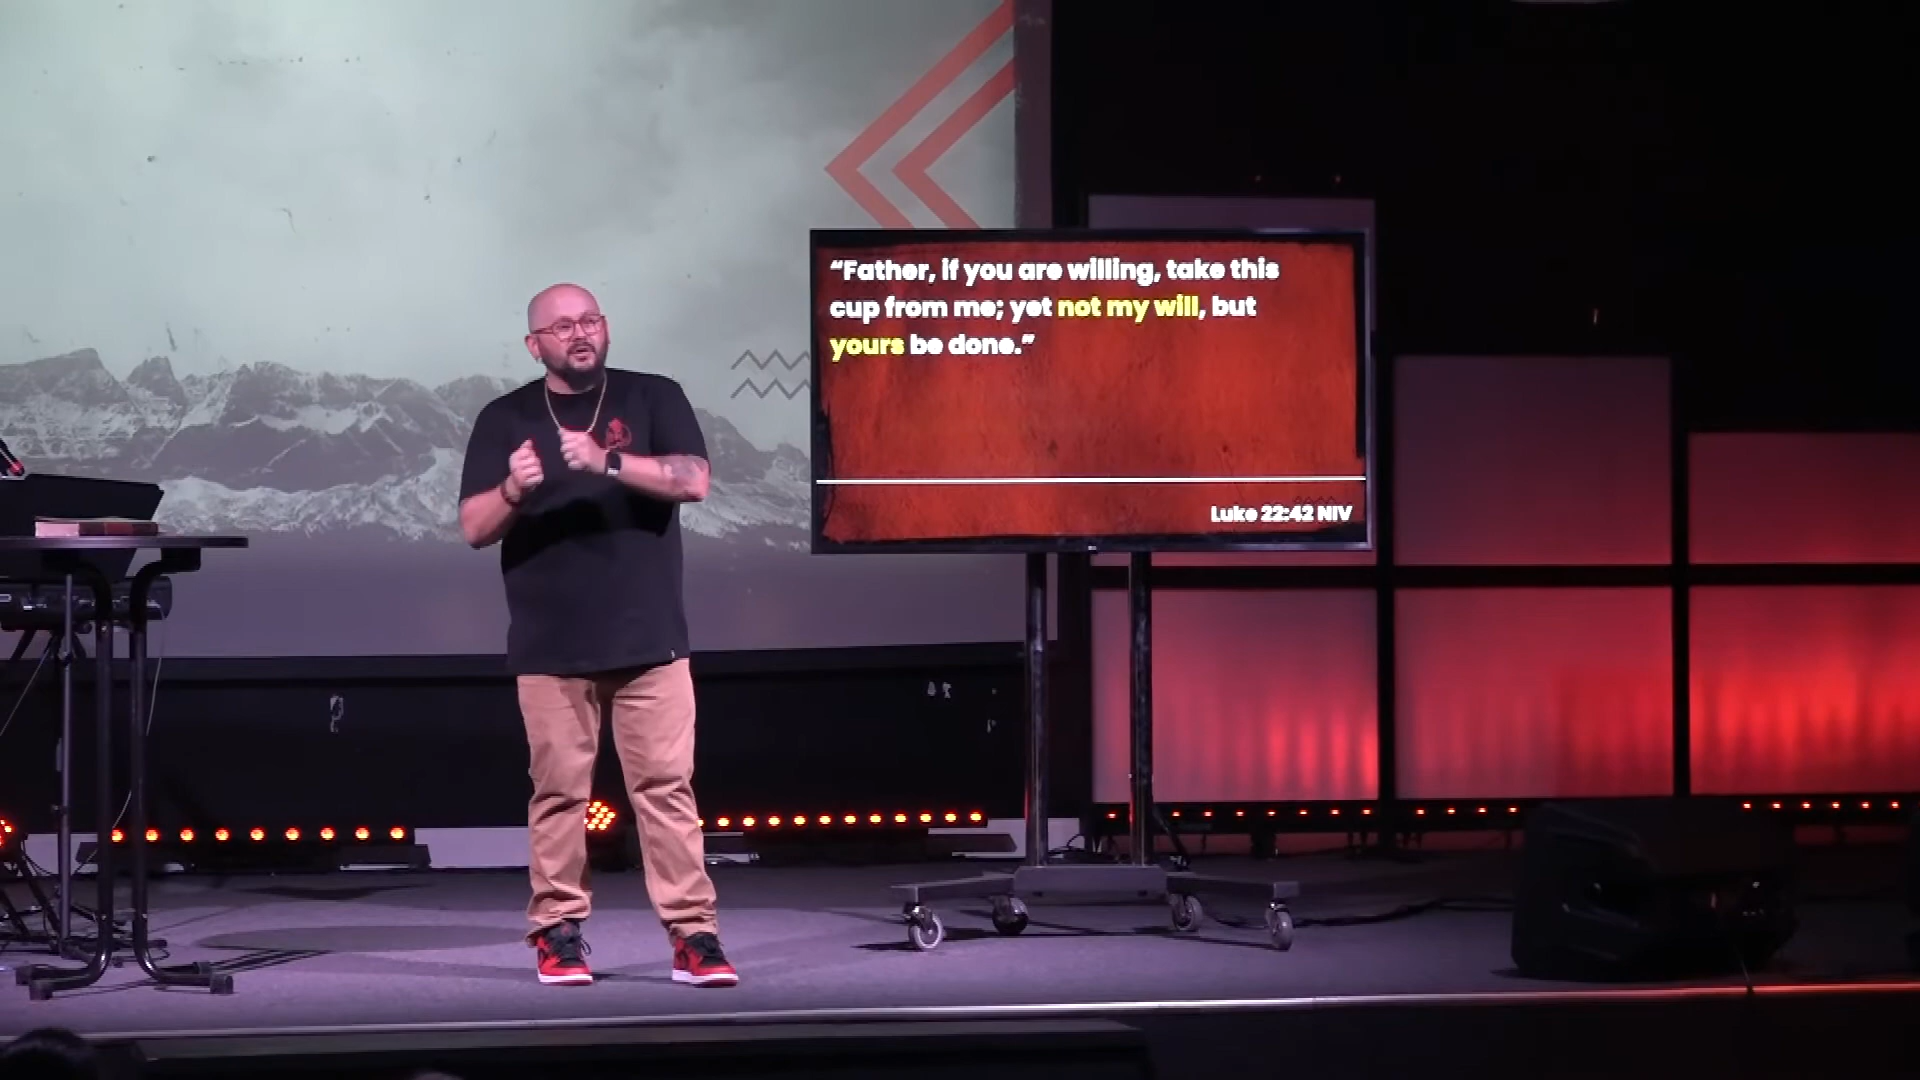 “Father, if you are willing, take this
cup from me; yet not my will, but
yours be done.”
Luke 22:42 NIV